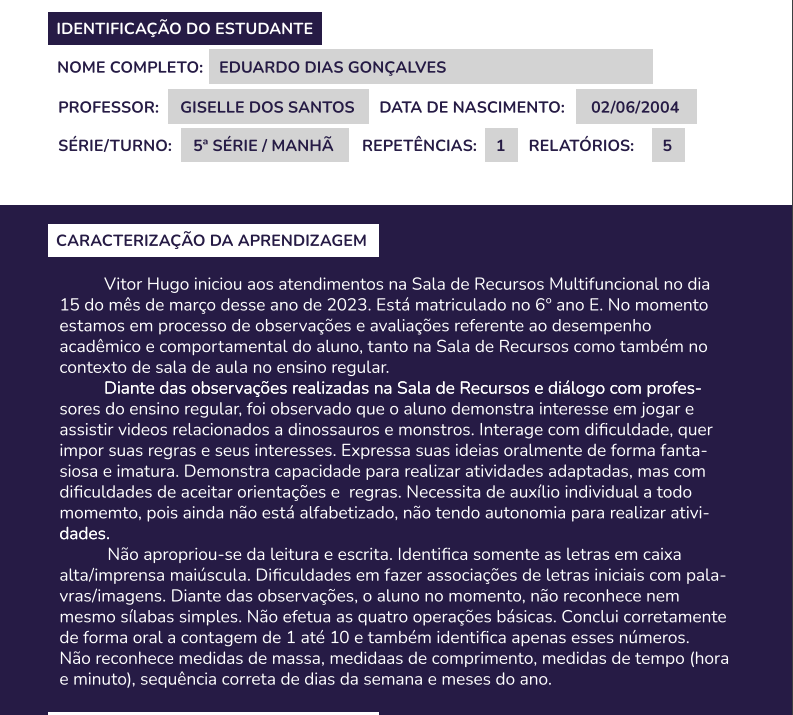 IDENTIFICAÇÃO DO ESTUDANTE
NOME COMPLETO: EDUARDO DIAS GONÇALVES
PROFESSOR: GISELLE DOS SANTOS DATA DE NASCIMENTO: 02/06/2004
SÉRIE/TURNO: 5ª SÉRIE / MANHÃ REPETÊNCIAS: 1 RELATÓRIOS: 5
CARACTERIZAÇÃO DA APRENDIZAGEM
Vitor Hugo iniciou aos atendimentos na Sala de Recursos Multifuncional no dia
15 do mês de março desse ano de 2023. Está matriculado no 6º ano E. No momento
estamos em processo de observações e avaliações referente ao desempenho
acadêmico e comportamental do aluno, tanto na Sala de Recursos como também no
contexto de sala de aula no ensino regular.
Diante das observações realizadas na Sala de Recursos e diálogo com profes-
sores do ensino regular, foi observado que o aluno demonstra interesse em jogar e
assistir videos relacionados a dinossauros e monstros. Interage com dificuldade, quer
impor suas regras e seus interesses. Expressa suas ideias oralmente de forma fanta-
siosa e imatura. Demonstra capacidade para realizar atividades adaptadas, mas com
dificuldades de aceitar orientações e  regras. Necessita de auxílio individual a todo
momemto, pois ainda não está alfabetizado, não tendo autonomia para realizar ativi-
dades.
Não apropriou-se da leitura e escrita. Identifica somente as letras em caixa
alta/imprensa maiúscula. Dificuldades em fazer associações de letras iniciais com pala-
vras/imagens. Diante das observações, o aluno no momento, não reconhece nem
mesmo sílabas simples. Não efetua as quatro operações básicas. Conclui corretamente
de forma oral a contagem de 1 até 10 e também identifica apenas esses números.
Não reconhece medidas de massa, medidaas de comprimento, medidas de tempo (hora
e minuto), sequência correta de dias da semana e meses do ano.